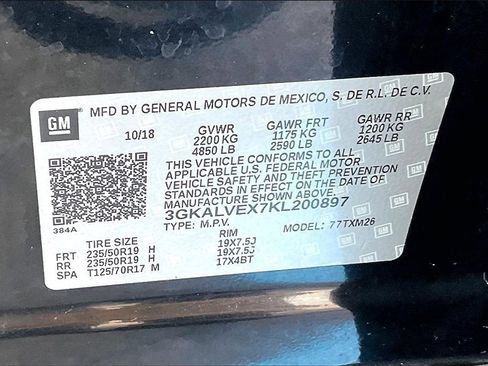 GM
MFD BY GENERAL MOTORS DE MEXICO, S. DE R.L. DE C.V.
10/18 GVWR GAWR FRT GAWR RR
2200 KG 1175 KG 1200 KG
4850 LB 2590 LB 2645 LB
THIS VEHICLE CONFORMS TO ALL
APPLICABLE U.S. FEDERAL MOTOR
VEHICLE SAFETY AND THEFT PREVENTION
STANDARDS IN EFFECT ON THE DATE OF
MANUFACTURE SHOWN ABOVE.
3GKALVEX7KL200897
384A TYPE: M.P.V. MODEL: 77TXM26
TIRE SIZE RIM
FRT 235/50R19 H 19X7.5J
RR 235/50R19 H 19X7.5J
SPA T125/70R17 M 17X4BT